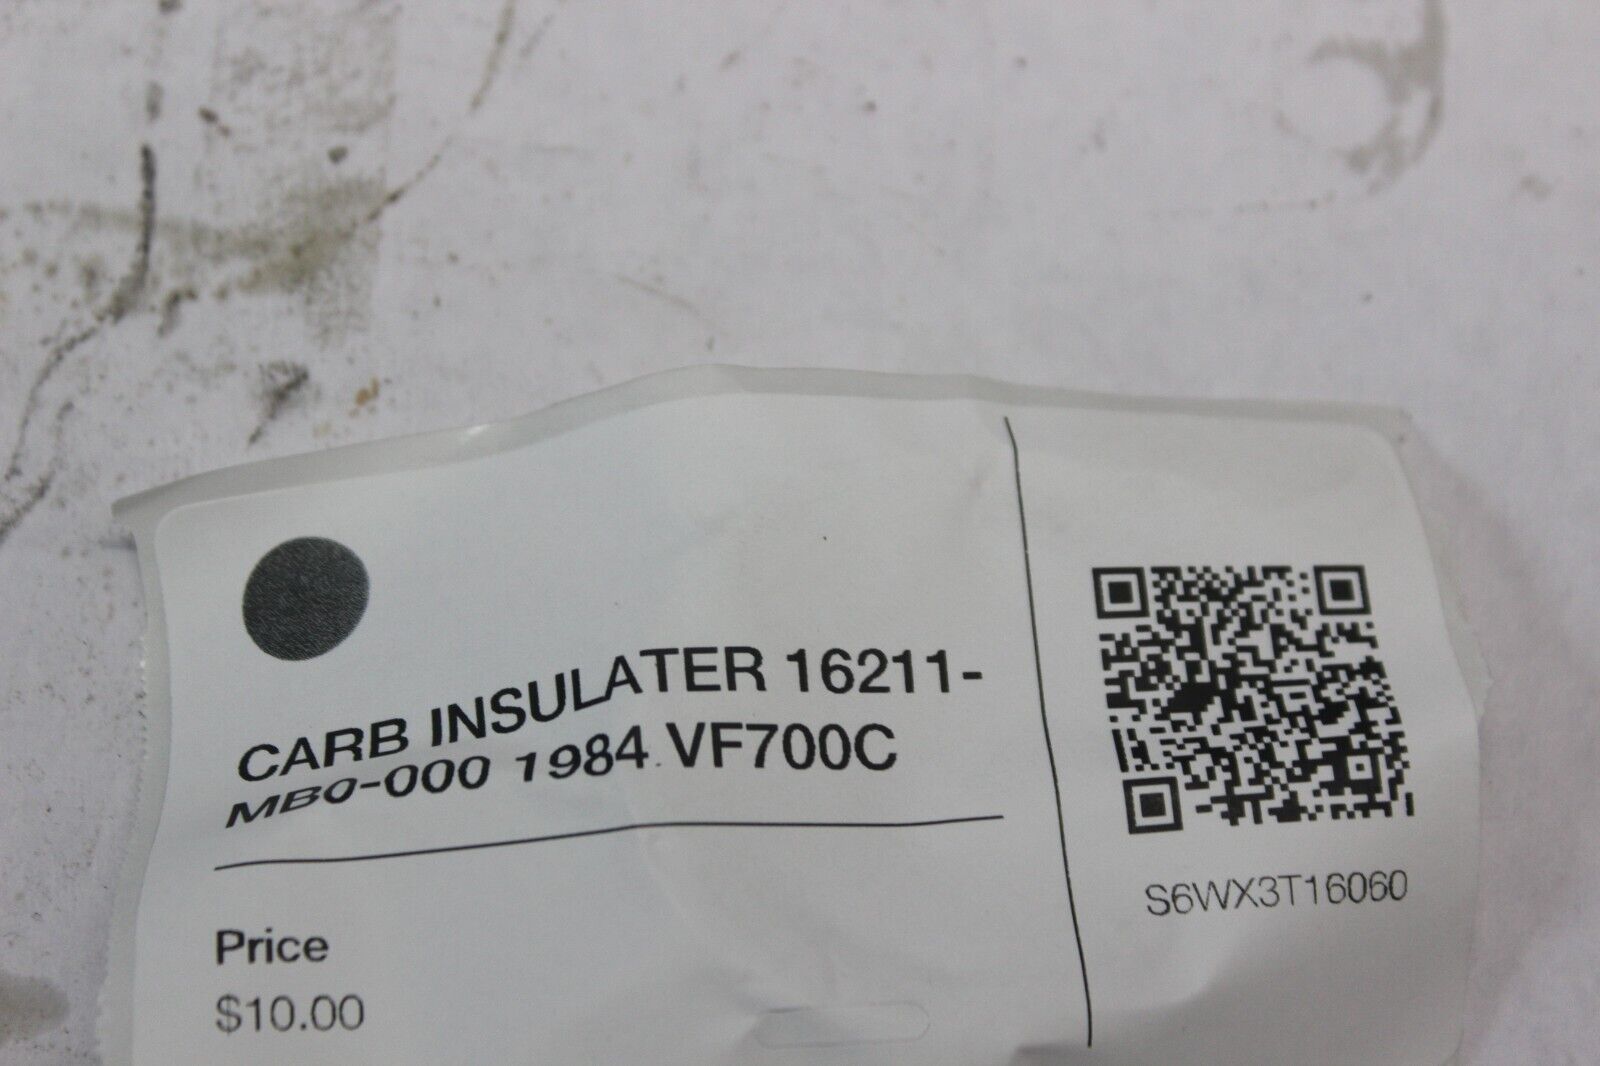 CARB INSULATER 16211-
MB0-000 1984 VF700C
Price
$10.00
S6WX3T16060